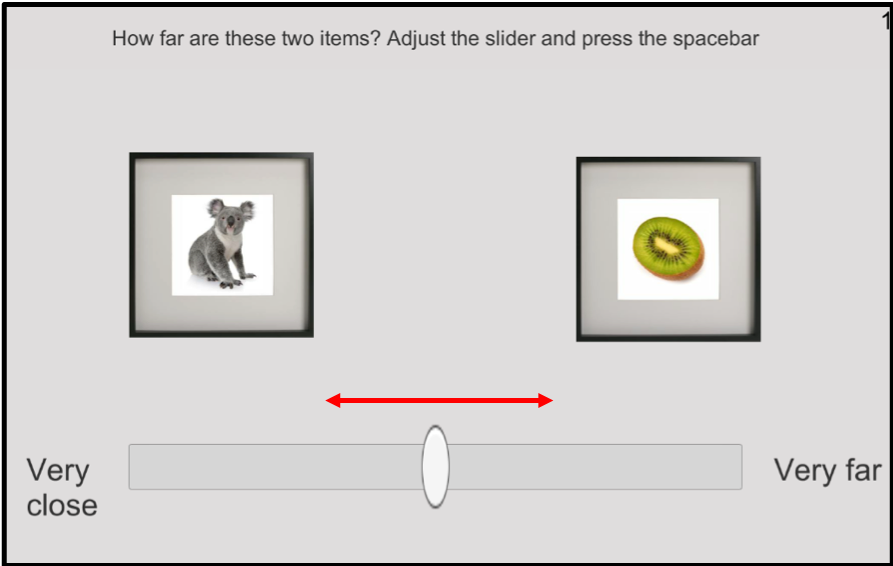 1
How far are these two items? Adjust the slider and press the spacebar
Very
close
Very far